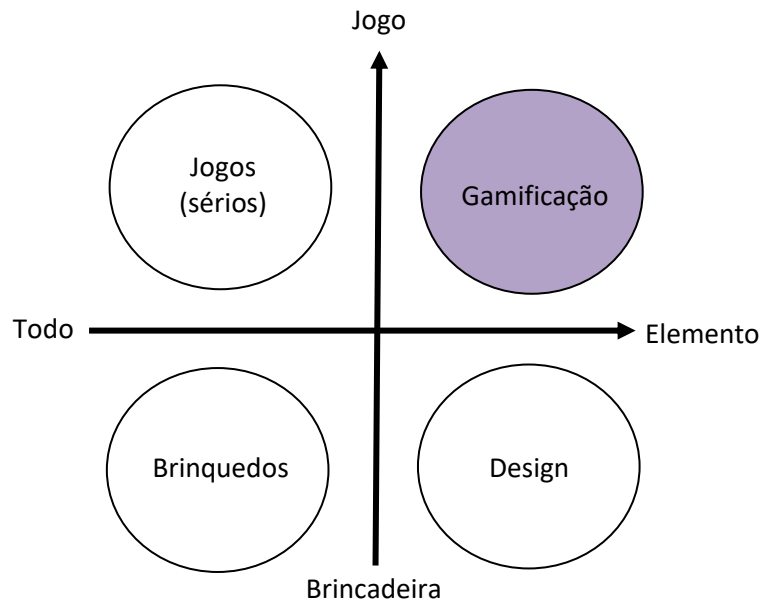 Jogo
Jogos
(sérios)
Gamificação
Todo
Elemento
Brinquedos
Design
Brincadeira